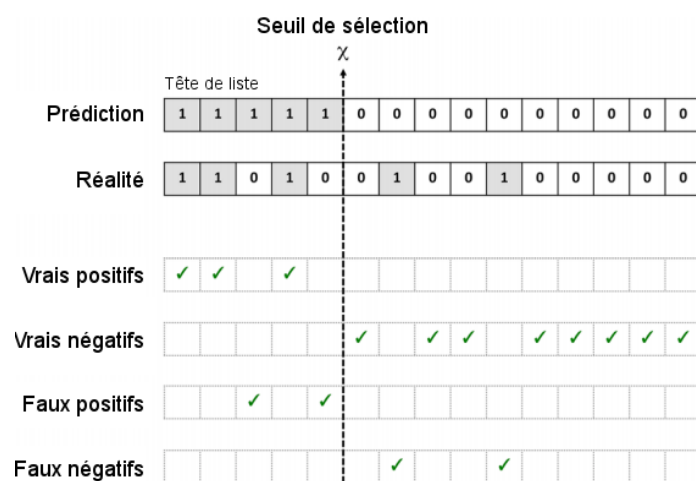 Seuil de sélection
χ
Tête de liste
Prédiction 1 1 1 1 1 0 0 0 0 0 0 0 0 0 0
Réalité 1 1 0 1 0 0 1 0 0 1 0 0 0 0 0
Vrais positifs ✓ ✓ ✓
Vrais négatifs ✓ ✓ ✓ ✓ ✓ ✓ ✓ ✓
Faux positifs ✓ ✓
Faux négatifs ✓ ✓